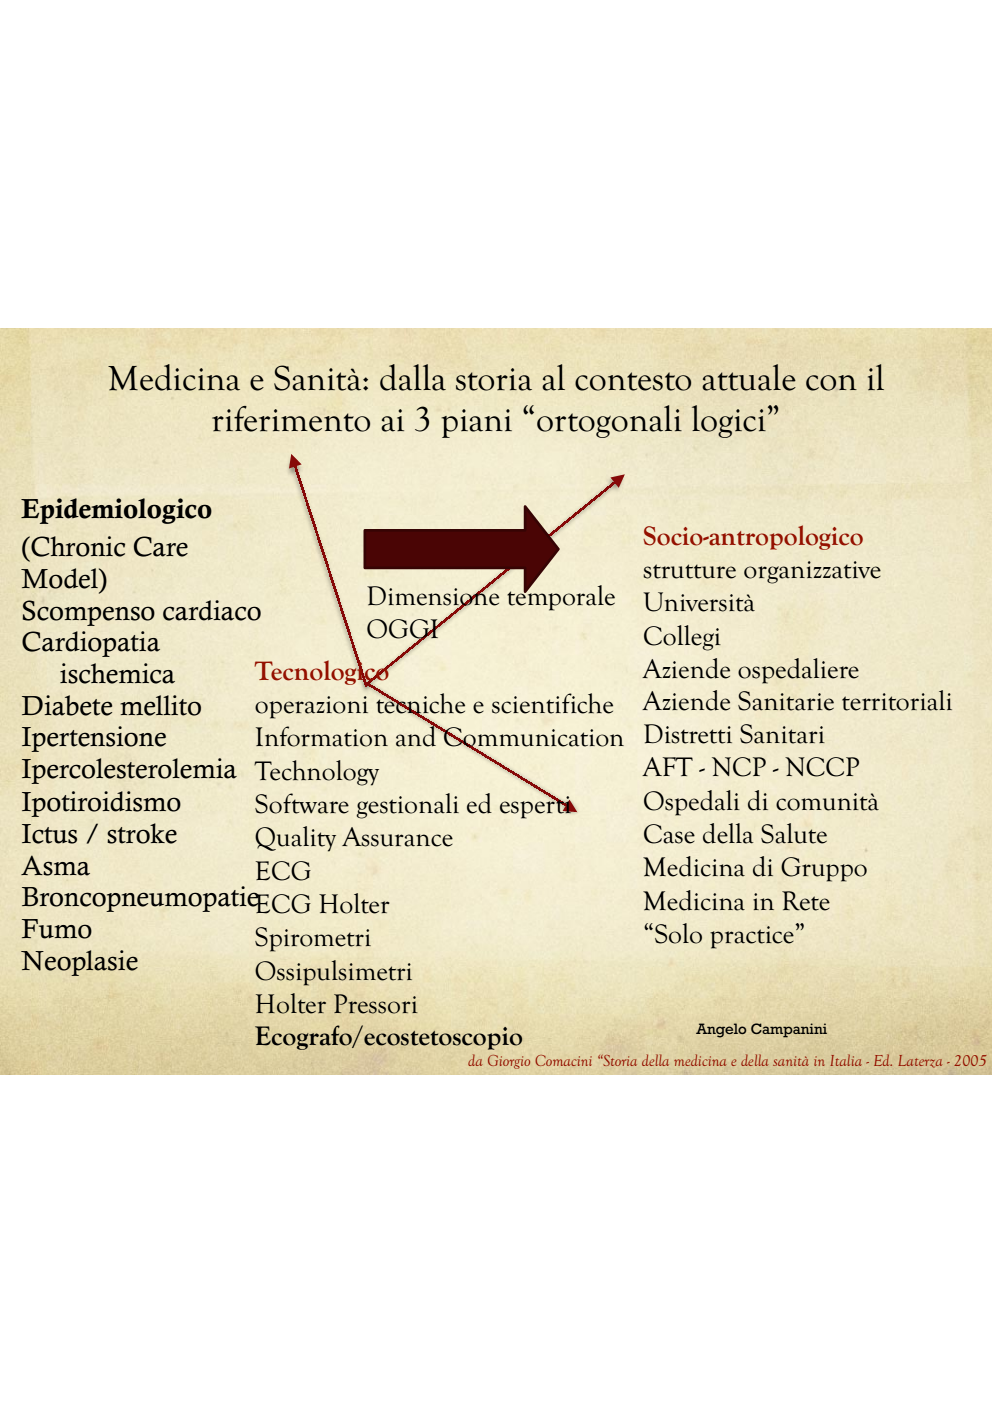 Medicina e Sanità: dalla storia al contesto attuale con il
riferimento ai 3 piani “ortogonali logici”
Epidemiologico
(Chronic Care
Model)
Scompenso cardiaco
Cardiopatia
ischemica
Diabete mellito
Ipertensione
Ipercolesterolemia
Ipotiroidismo
Ictus / stroke
Asma
Broncopneumopatie
Fumo
Neoplasie
Dimensione temporale
OGGI
Tecnologico
operazioni tecniche e scientifiche
Information and Communication
Technology
Software gestionali ed esperti
Quality Assurance
ECG
ECG Holter
Spirometri
Ossipulsimetri
Holter Pressori
Ecografo/ecostetoscopio
Socio-antropologico
strutture organizzative
Università
Collegi
Aziende ospedaliere
Aziende Sanitarie territoriali
Distretti Sanitari
AFT - NCP - NCCP
Ospedali di comunità
Case della Salute
Medicina di Gruppo
Medicina in Rete
“Solo practice”
Angelo Campanini
da Giorgio Comacini “Storia della medicina e della sanità in Italia - Ed. Laterza - 2005